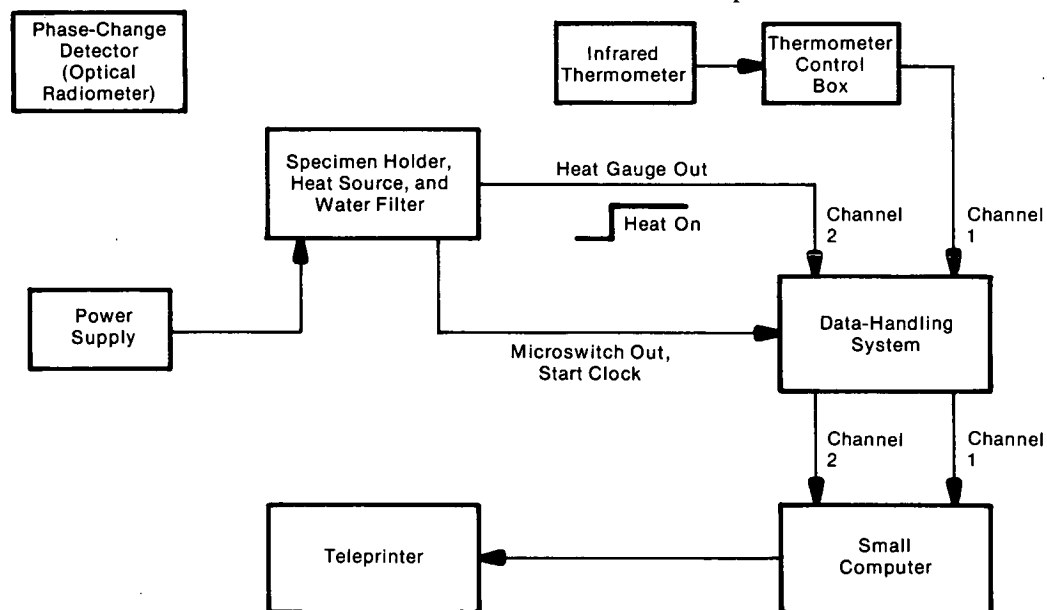 Phase-Change
Detector
(Optical
Radiometer)
Infrared
Thermometer
Thermometer
Control
Box
Specimen Holder,
Heat Source, and
Water Filter
Heat Gauge Out
Heat On
Channel
2
Channel
1
Power
Supply
Data-Handling
System
Microswitch Out,
Start Clock
Channel
2
Channel
1
Teleprinter
Small
Computer